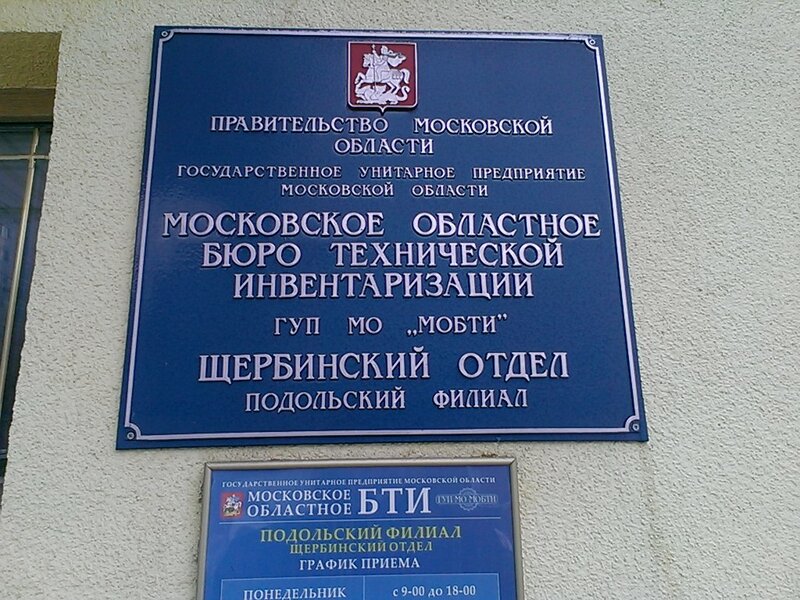 ПРАВИТЕЛЬСТВО МОСКОВСКОЙ
ОБЛАСТИ
ГОСУДАРСТВЕННОЕ УНИТАРНОЕ ПРЕДПРИЯТИЕ
МОСКОВСКОЙ ОБЛАСТИ
МОСКОВСКОЕ ОБЛАСТНОЕ
БЮРО ТЕХНИЧЕСКОЙ
ИНВЕНТАРИЗАЦИИ
ГУП МО „МОБТИ”
ЩЕРБИНСКИЙ ОТДЕЛ
ПОДОЛЬСКИЙ ФИЛИАЛ
ГОСУДАРСТВЕННОЕ УНИТАРНОЕ ПРЕДПРИЯТИЕ МОСКОВСКОЙ ОБЛАСТИ
МОСКОВСКОЕ
ОБЛАСТНОЕ БТИ ГУП МО МОБТИ
ПОДОЛЬСКИЙ ФИЛИАЛ
ЩЕРБИНСКИЙ ОТДЕЛ
ГРАФИК ПРИЕМА
ПОНЕДЕЛЬНИК с 9-00 до 18-00